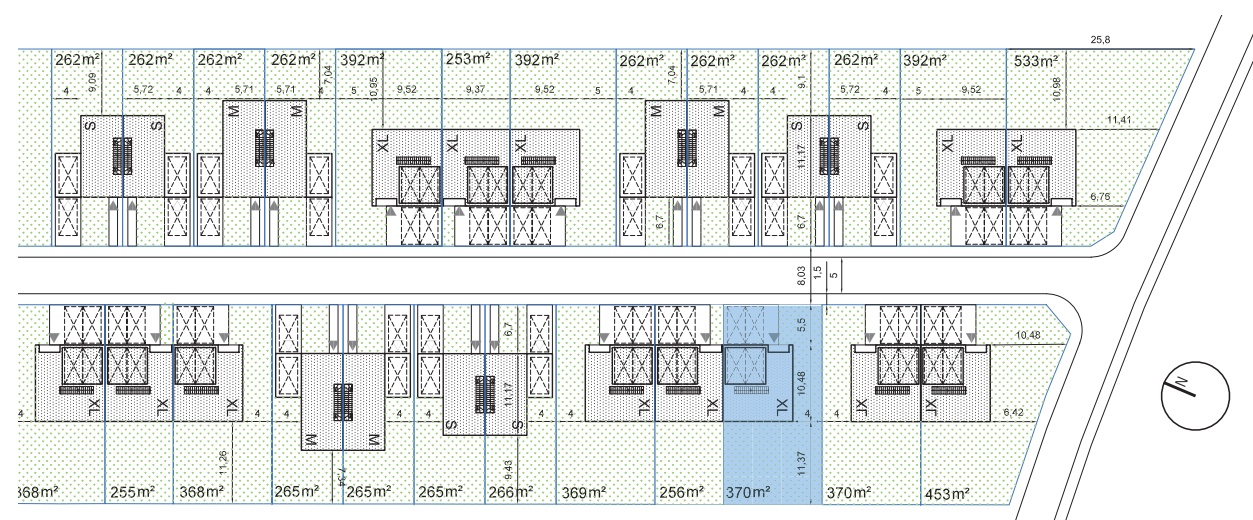 25,8
262m² 262m² 262m² 262m² 392m² 253m² 392m² 262m² 262m² 262m² 262m² 392m² 533m²
9,09 7,04 10,95 7,04 9,1 10,98
4 5,72 4 4 5,71 5,71 4 5 9,52 9,37 9,52 5 4 5,71 4 4 5,72 4 5 9,52
S S M M XL XL XL M M S S XL XL
11,41
11,17
6,76
6,7 6,7
8,03 1,5 5
6,7 5,5
10,48
11,17 10,48
XL XL XL M M S S XL XL XL XL XL
4 4 4 4 4 4 4 4 6,42
11,26 7,34 9,43 11,37
368m² 255m² 368m² 265m² 265m² 265m² 266m² 369m² 256m² 370m² 370m² 453m²
N